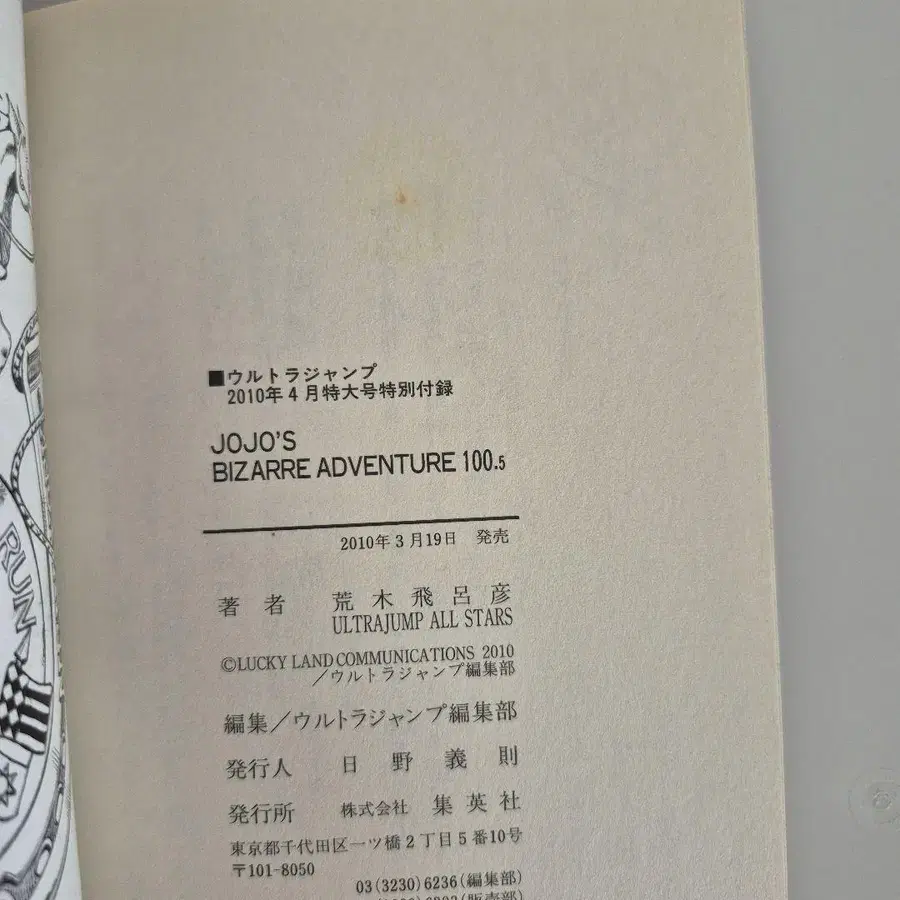 ■ウルトラジャンプ
2010年4月特大号特別付録
JOJO'S
BIZARRE ADVENTURE 100.5
2010年3月19日 発売
著者 荒木飛呂彦
ULTRAJUMP ALL STARS
©LUCKY LAND COMMUNICATIONS 2010
/ウルトラジャンプ編集部
編集/ウルトラジャンプ編集部
発行人 日野義則
発行所 株式会社 集英社
東京都千代田区一ツ橋2丁目5番10号
〒101-8050
03(3230)6236(編集部)
RUN